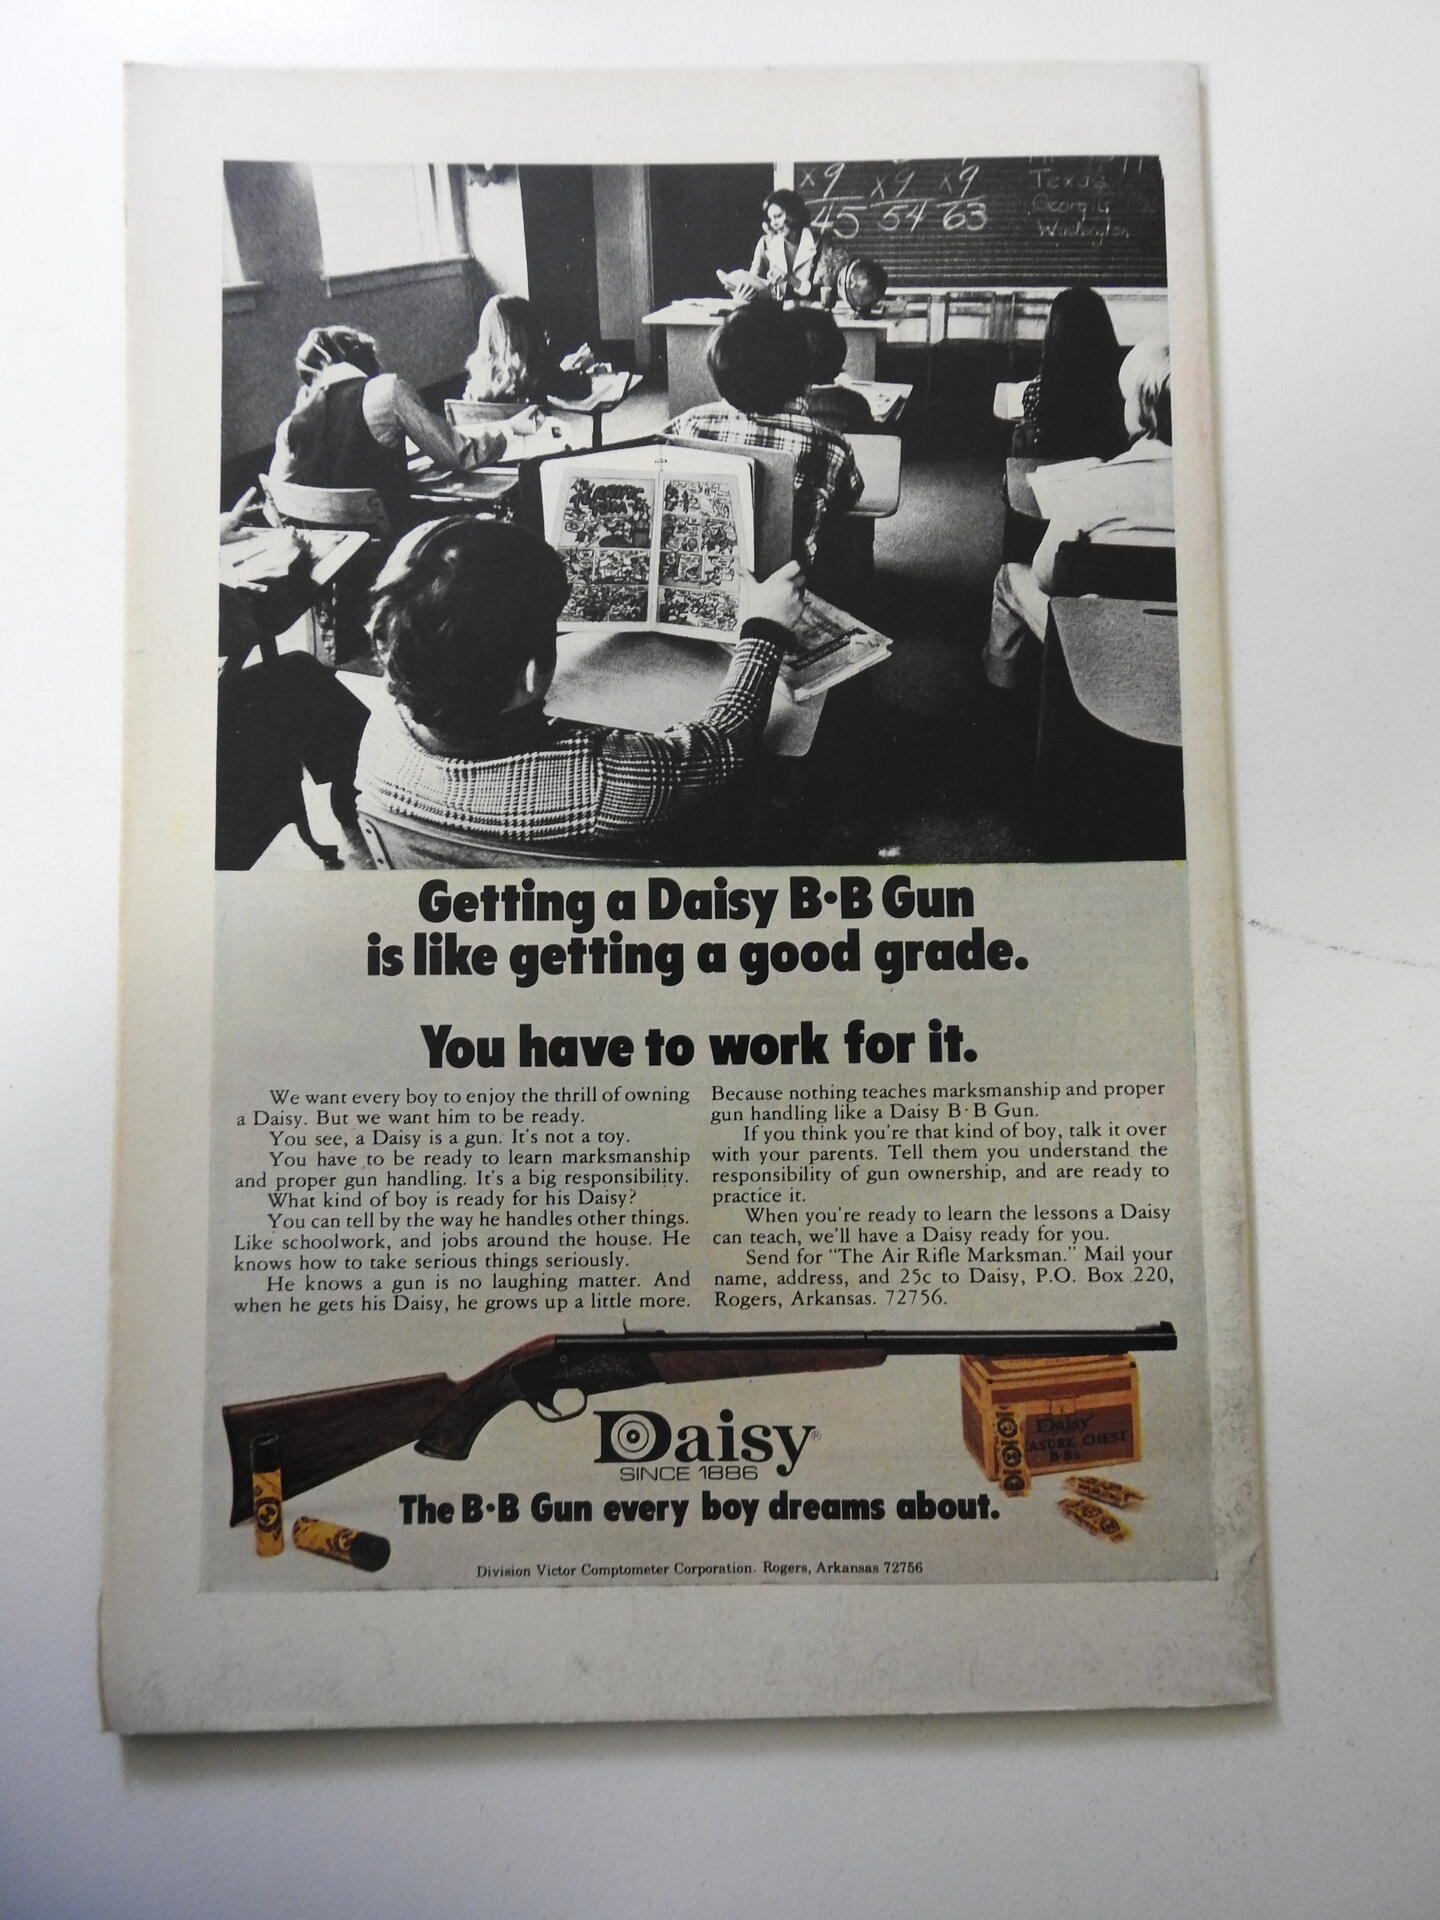 x9 x9 x9
45 54 63
Texas
Georgia
Washington
Getting a Daisy B·B Gun
is like getting a good grade.
You have to work for it.
We want every boy to enjoy the thrill of owning
a Daisy. But we want him to be ready.
You see, a Daisy is a gun. It's not a toy.
You have to be ready to learn marksmanship
and proper gun handling. It's a big responsibility.
What kind of boy is ready for his Daisy?
You can tell by the way he handles other things.
Like schoolwork, and jobs around the house. He
knows how to take serious things seriously.
He knows a gun is no laughing matter. And
when he gets his Daisy, he grows up a little more.
Because nothing teaches marksmanship and proper
gun handling like a Daisy B·B Gun.
If you think you're that kind of boy, talk it over
with your parents. Tell them you understand the
responsibility of gun ownership, and are ready to
practice it.
When you're ready to learn the lessons a Daisy
can teach, we'll have a Daisy ready for you.
Send for "The Air Rifle Marksman." Mail your
name, address, and 25c to Daisy, P.O. Box 220,
Rogers, Arkansas. 72756.
Daisy
ASURE CHEST
B·Bs
Daisy®
SINCE 1886
The B·B Gun every boy dreams about.
Division Victor Comptometer Corporation. Rogers, Arkansas 72756